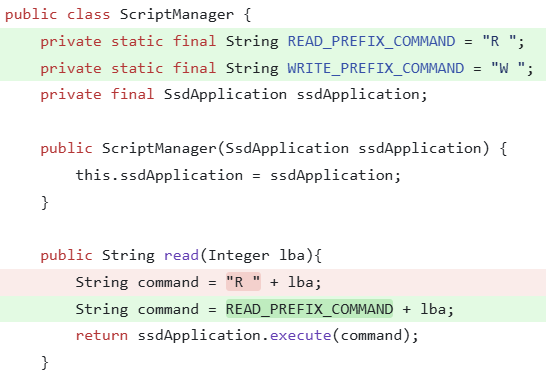 public class ScriptManager {
    private static final String READ_PREFIX_COMMAND = "R ";
    private static final String WRITE_PREFIX_COMMAND = "W ";
    private final SsdApplication ssdApplication;

    public ScriptManager(SsdApplication ssdApplication) {
        this.ssdApplication = ssdApplication;
    }

    public String read(Integer lba){
        String command = "R " + lba;
        String command = READ_PREFIX_COMMAND + lba;
        return ssdApplication.execute(command);
    }